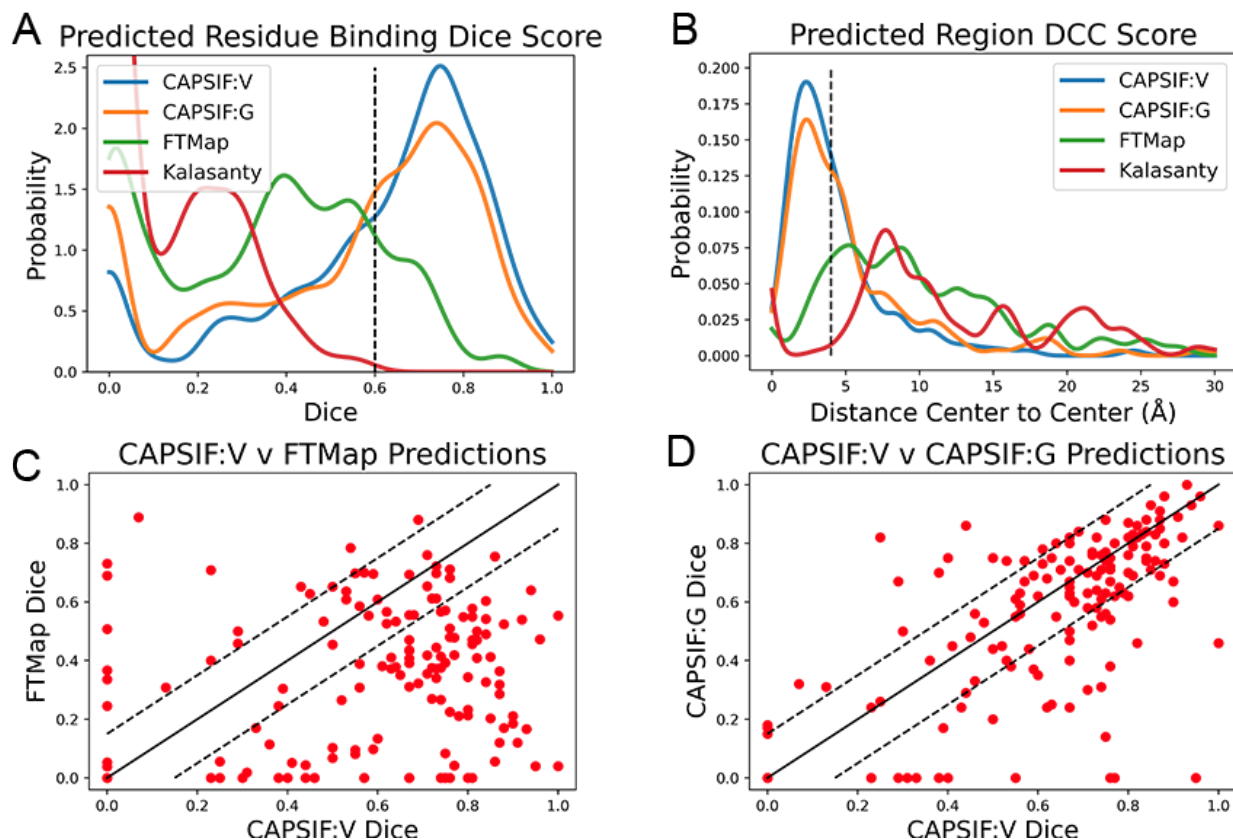 A
Predicted Residue Binding Dice Score
2.5
2.0
1.5
1.0
0.5
0.0
Probability
CAPSIF:V
CAPSIF:G
FTMap
Kalasanty
0.0 0.2 0.4 0.6 0.8 1.0
Dice
B
Predicted Region DCC Score
0.200
0.175
0.150
0.125
0.100
0.075
0.050
0.025
0.000
Probability
CAPSIF:V
CAPSIF:G
FTMap
Kalasanty
0 5 10 15 20 25 30
Distance Center to Center (Å)
C
CAPSIF:V v FTMap Predictions
1.0
0.8
0.6
0.4
0.2
0.0
FTMap Dice
0.0 0.2 0.4 0.6 0.8 1.0
CAPSIF:V Dice
D
CAPSIF:V v CAPSIF:G Predictions
1.0
0.8
0.6
0.4
0.2
0.0
CAPSIF:G Dice
0.0 0.2 0.4 0.6 0.8 1.0
CAPSIF:V Dice